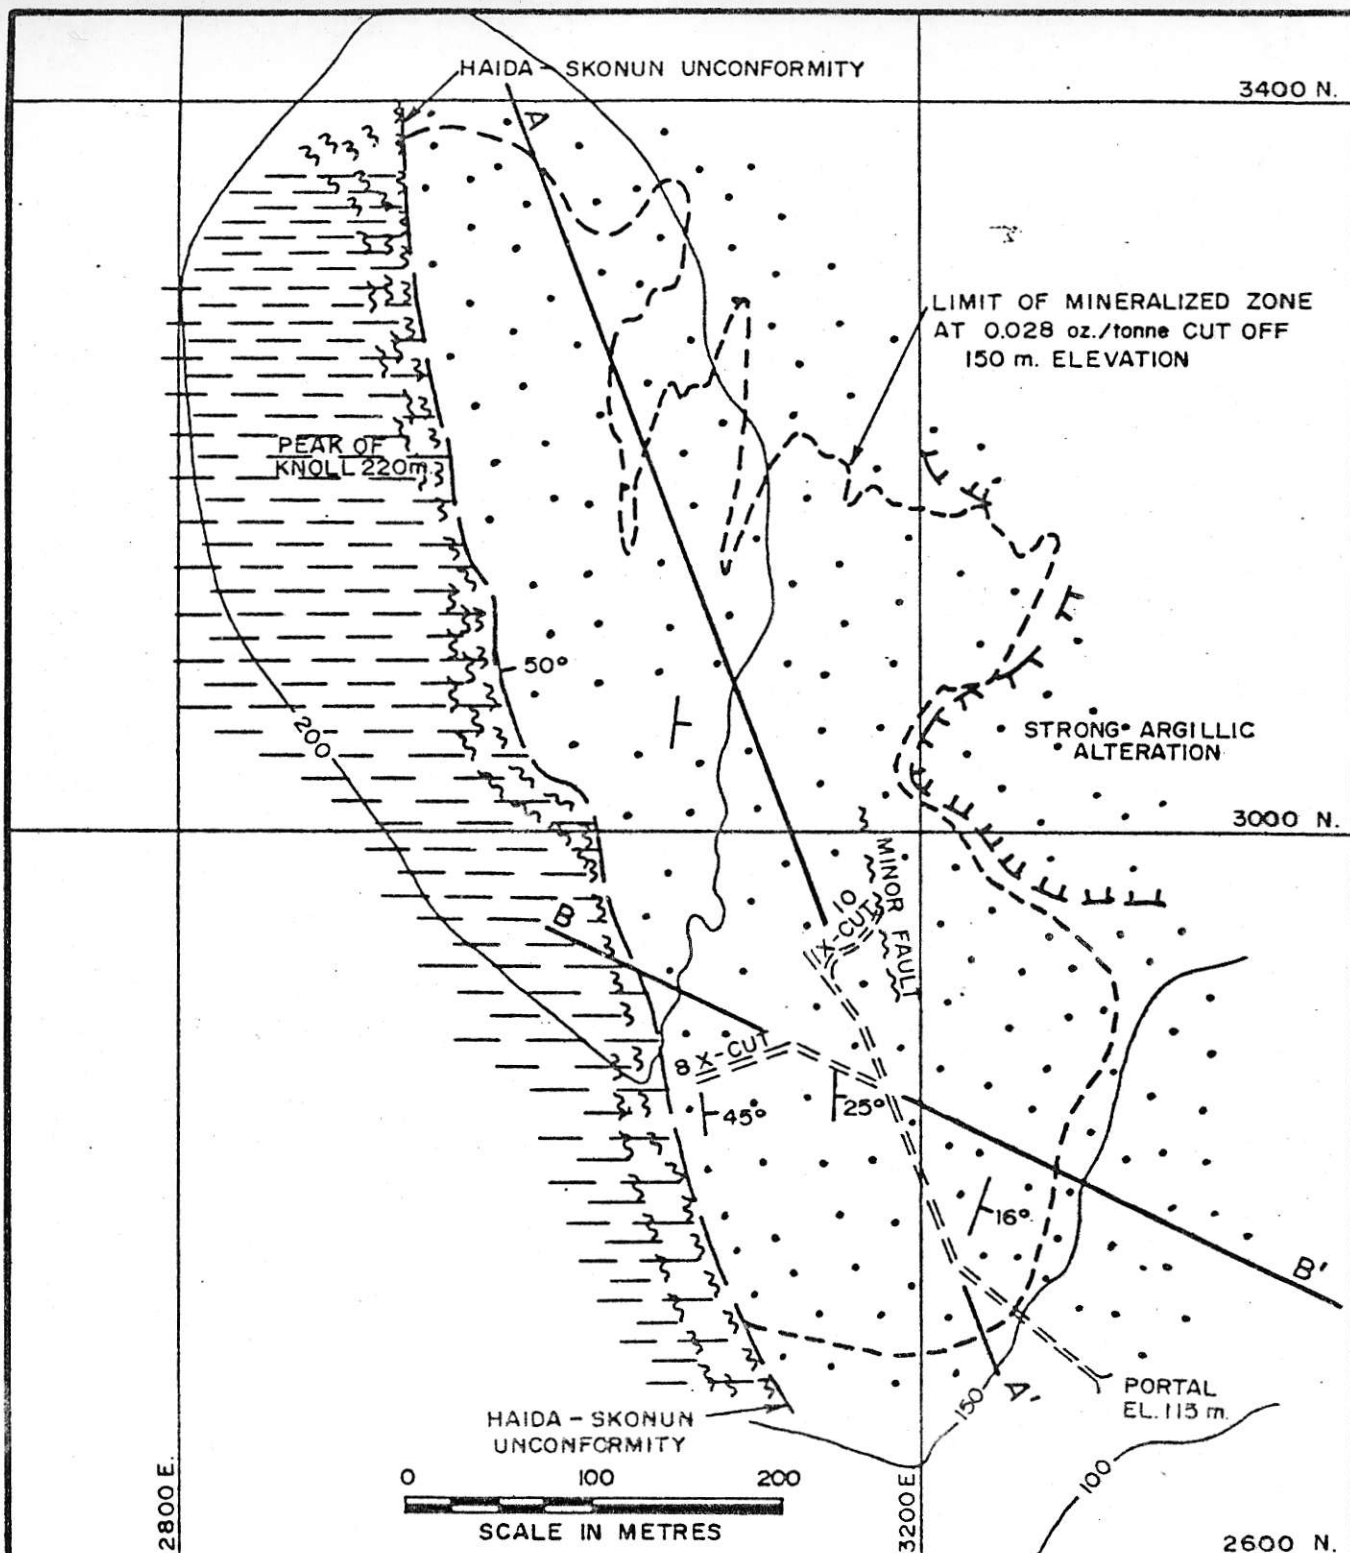 HAIDA - SKONUN UNCONFORMITY
3400 N.
A
LIMIT OF MINERALIZED ZONE
AT 0.028 oz./tonne CUT OFF
150 m. ELEVATION
PEAK OF
KNOLL 220m.
50°
STRONG ARGILLIC
ALTERATION
200
3000 N.
MINOR FAULT
10
X-CUT
B
8 X-CUT
45°
25°
16°
B'
A'
PORTAL
EL. 115 m.
150
HAIDA - SKONUN
UNCONFORMITY
100
0 100 200
SCALE IN METRES
2800 E.
3200 E
2600 N.